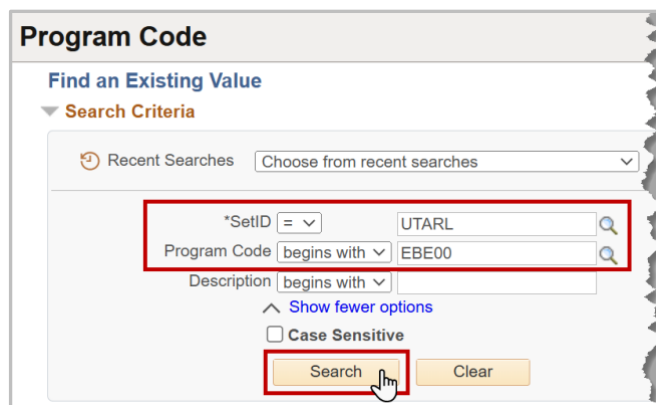 Program Code
Find an Existing Value
Search Criteria
Recent Searches Choose from recent searches
*SetID = UTARL
Program Code begins with EBE00
Description begins with
Show fewer options
Case Sensitive
Search Clear